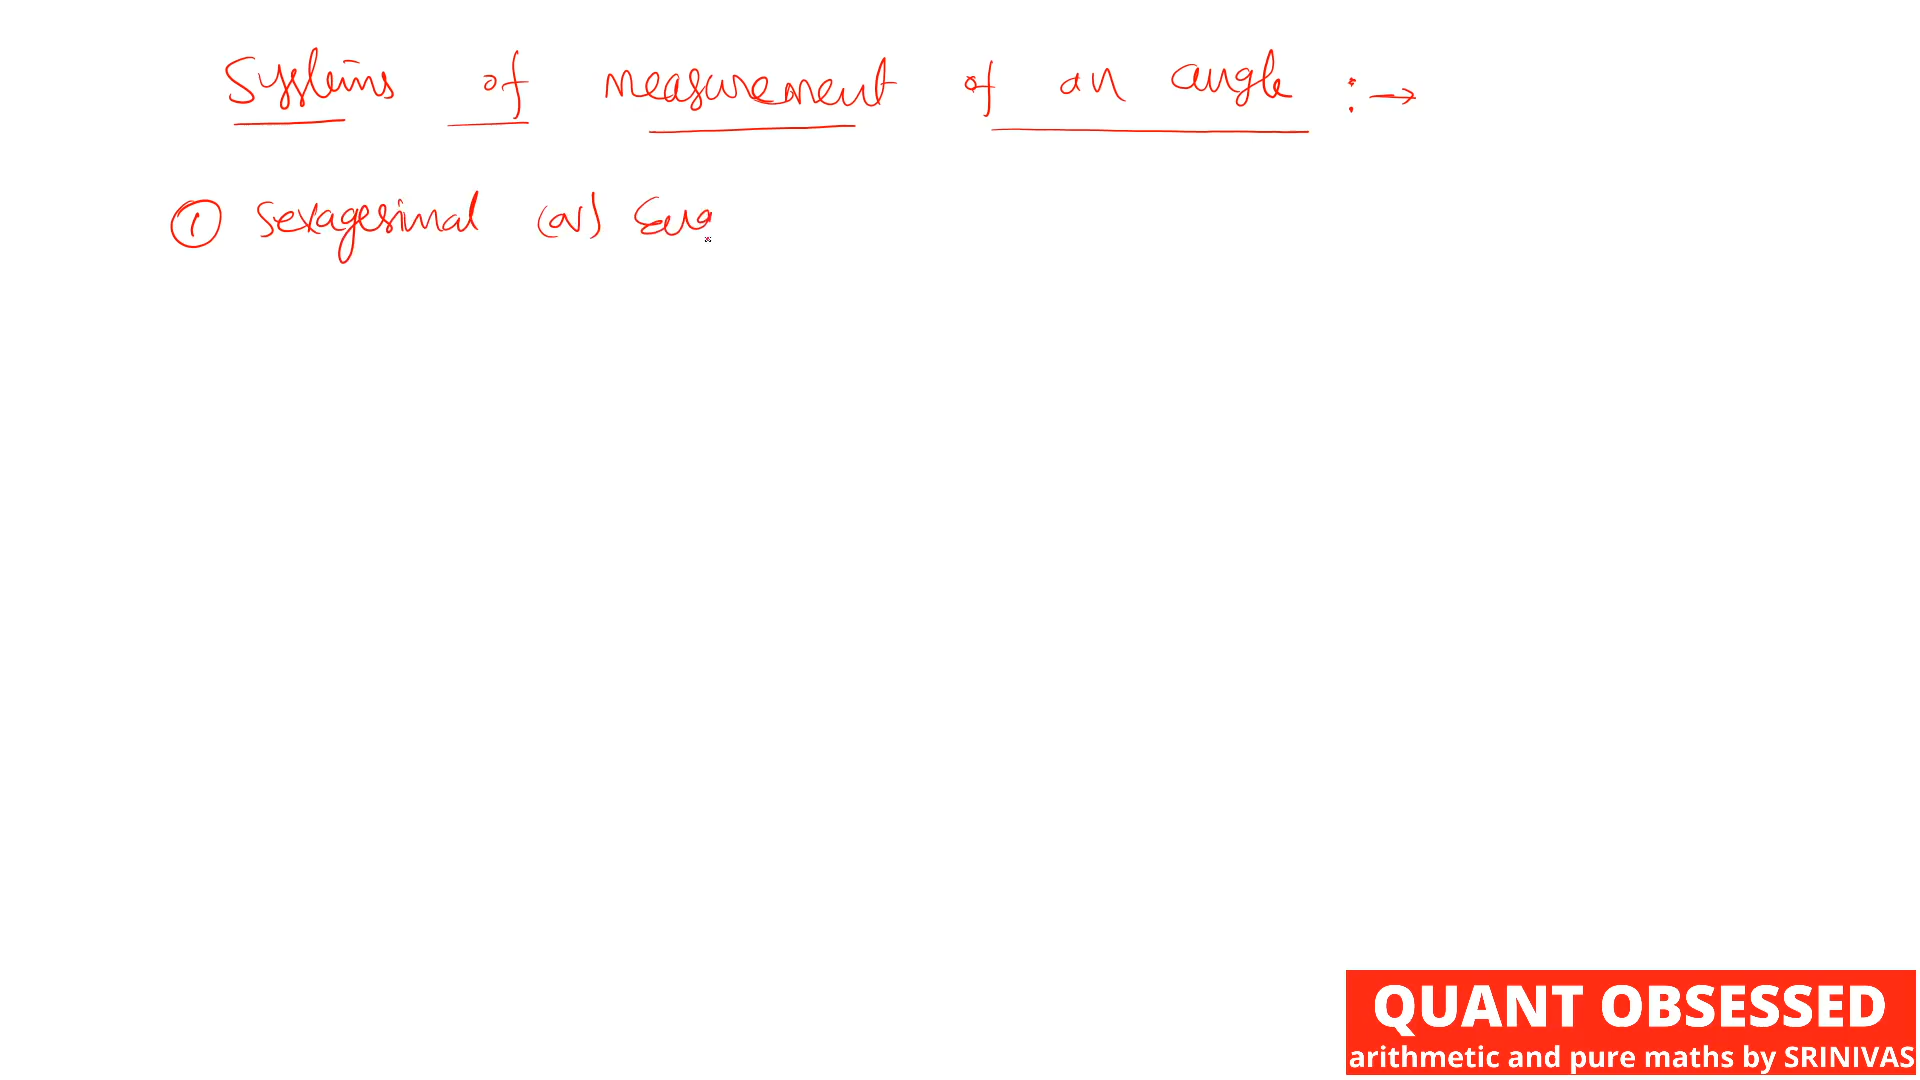 Systems of measurement of an angle :→
① Sexagesimal (or)
QUANT OBSESSED
arithmetic and pure maths by SRINIVAS